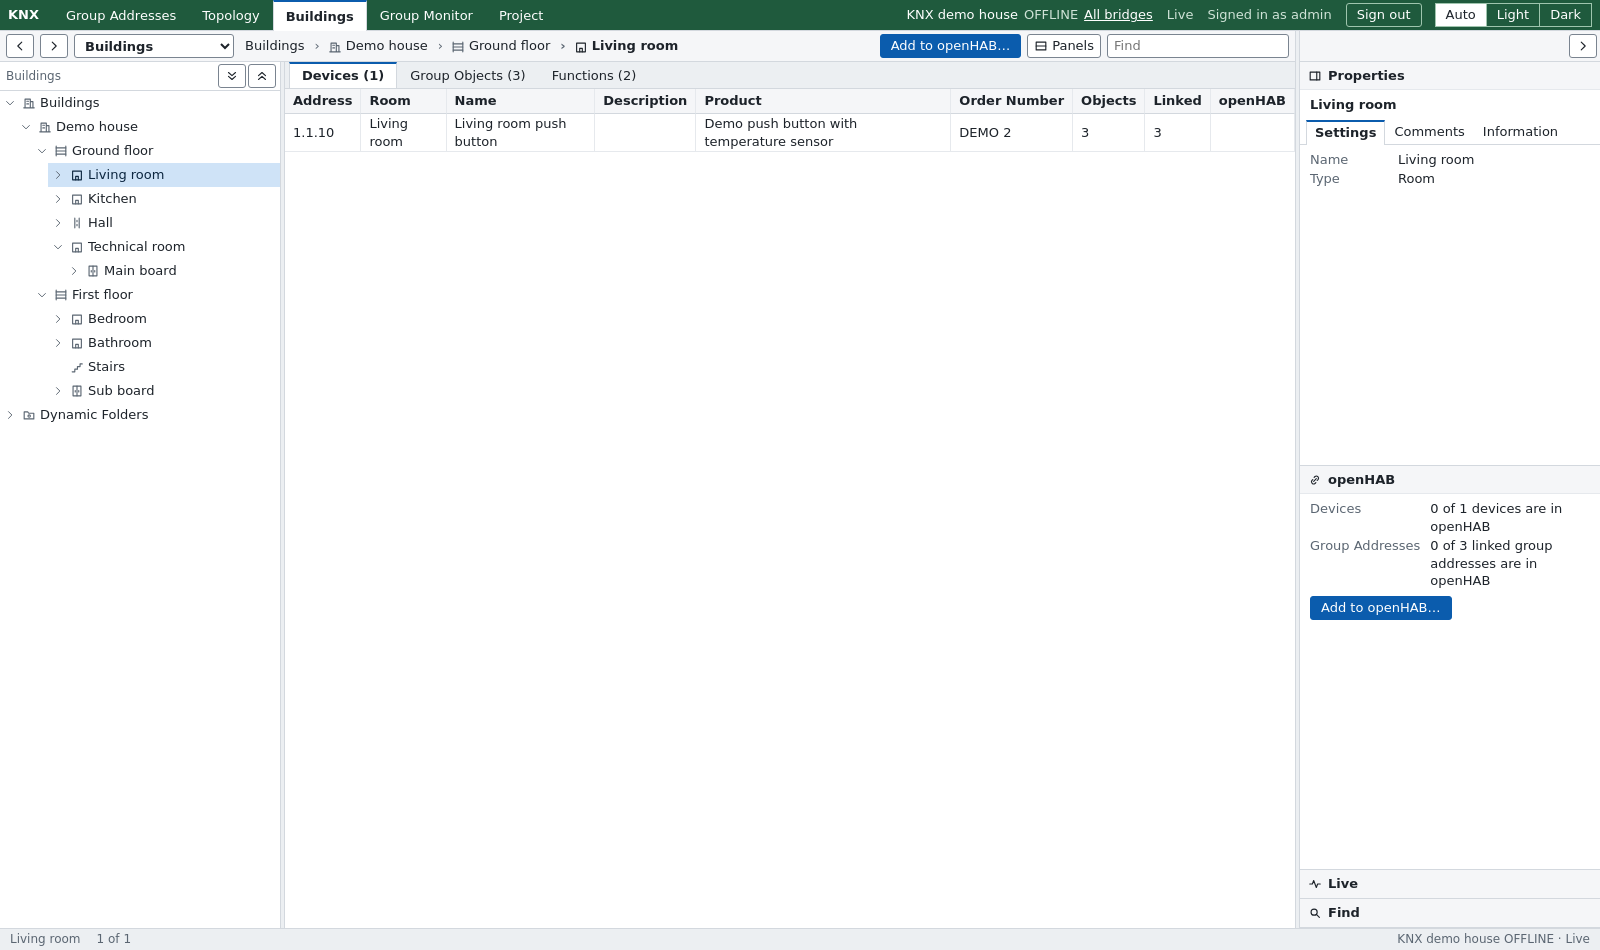 KNX Group Addresses Topology Buildings Group Monitor Project KNX demo house OFFLINE All bridges Live Signed in as admin Sign out Auto Light Dark
Buildings Buildings › Demo house › Ground floor › Living room Add to openHAB... Panels Find
Buildings
Buildings
Demo house
Ground floor
Living room
Kitchen
Hall
Technical room
Main board
First floor
Bedroom
Bathroom
Stairs
Sub board
Dynamic Folders
Devices (1) Group Objects (3) Functions (2)
Address Room Name Description Product Order Number Objects Linked openHAB
1.1.10 Living room Living room push button Demo push button with temperature sensor DEMO 2 3 3
Properties
Living room
Settings Comments Information
Name Living room
Type Room
openHAB
Devices 0 of 1 devices are in
openHAB
Group Addresses 0 of 3 linked group
addresses are in
openHAB
Add to openHAB...
Live
Find
Living room 1 of 1 KNX demo house OFFLINE · Live